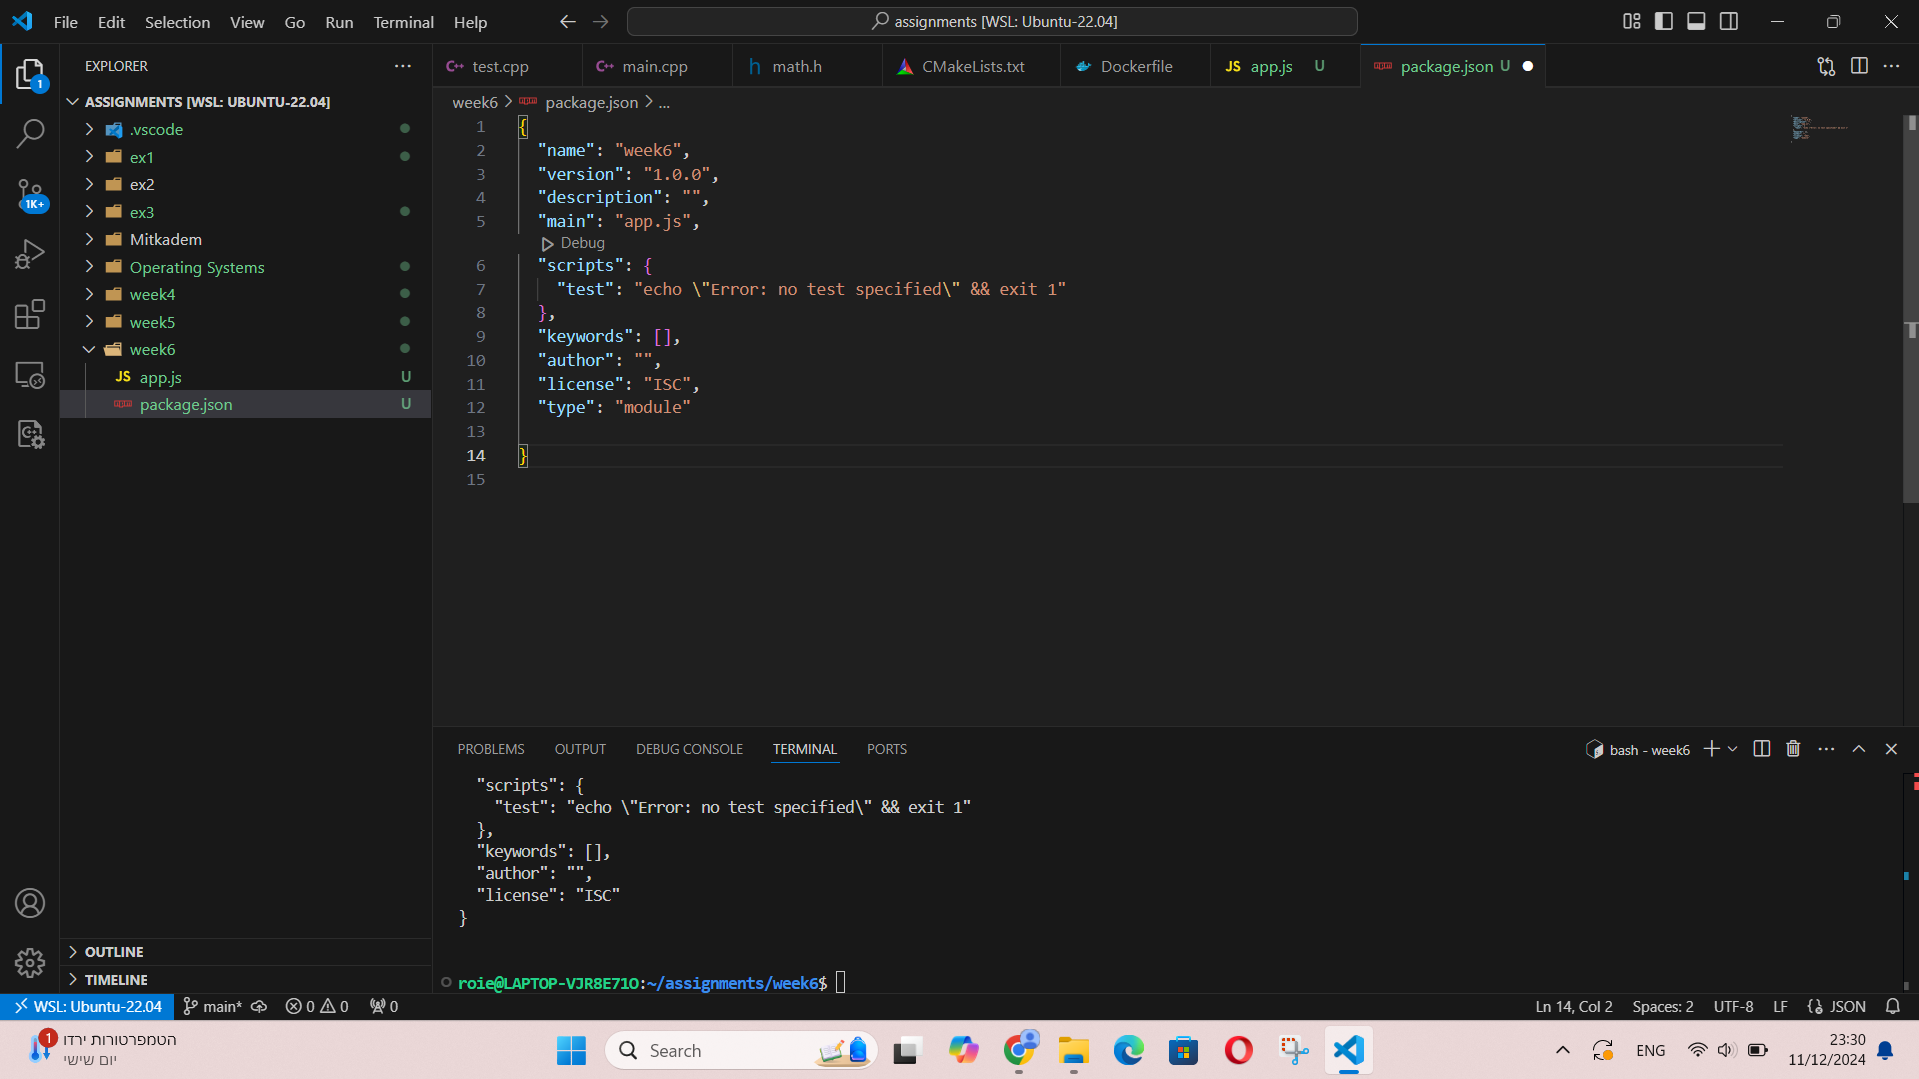 File Edit Selection View Go Run Terminal Help
assignments [WSL: Ubuntu-22.04]
EXPLORER
test.cpp
main.cpp
h math.h
CMakeLists.txt
Dockerfile
JS app.js U
package.json U
1
1K+
ASSIGNMENTS [WSL: UBUNTU-22.04]
.vscode
ex1
ex2
ex3
Mitkadem
Operating Systems
week4
week5
week6
JS app.js U
package.json U
OUTLINE
TIMELINE
week6 > package.json > ...
1 {
2 "name": "week6",
3 "version": "1.0.0",
4 "description": "",
5 "main": "app.js",
Debug
6 "scripts": {
7 "test": "echo \"Error: no test specified\" && exit 1"
8 },
9 "keywords": [],
10 "author": "",
11 "license": "ISC",
12 "type": "module"
13
14 }
15
PROBLEMS OUTPUT DEBUG CONSOLE TERMINAL PORTS
bash - week6
"scripts": {
"test": "echo \"Error: no test specified\" && exit 1"
},
"keywords": [],
"author": "",
"license": "ISC"
}
roie@LAPTOP-VJR8E71O:~/assignments/week6$
WSL: Ubuntu-22.04 main* 0 0 0
Ln 14, Col 2 Spaces: 2 UTF-8 LF {} JSON
1
הטמפרטורות ירדו
יום שישי
Search
ENG
23:30
11/12/2024